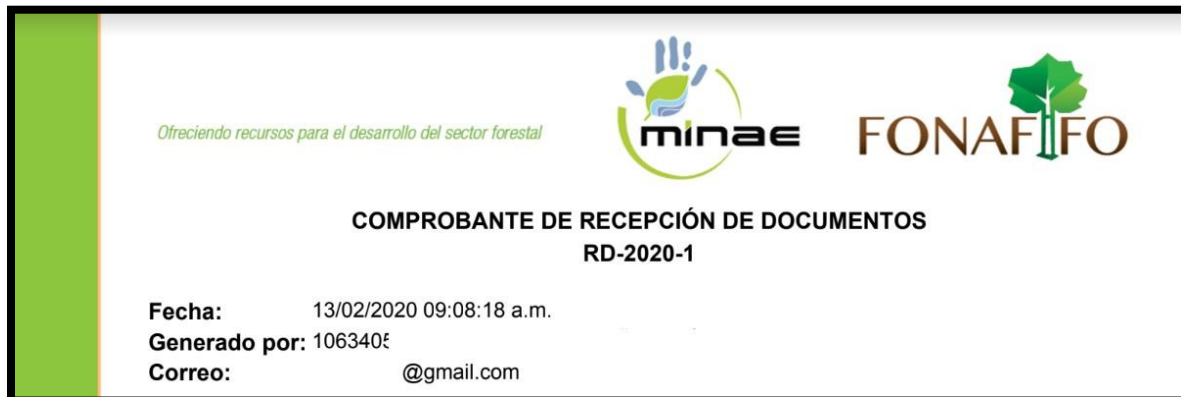 Ofreciendo recursos para el desarrollo del sector forestal
minae
FONAFIFO
COMPROBANTE DE RECEPCIÓN DE DOCUMENTOS
RD-2020-1
Fecha: 13/02/2020 09:08:18 a.m.
Generado por: 106340
Correo: @gmail.com